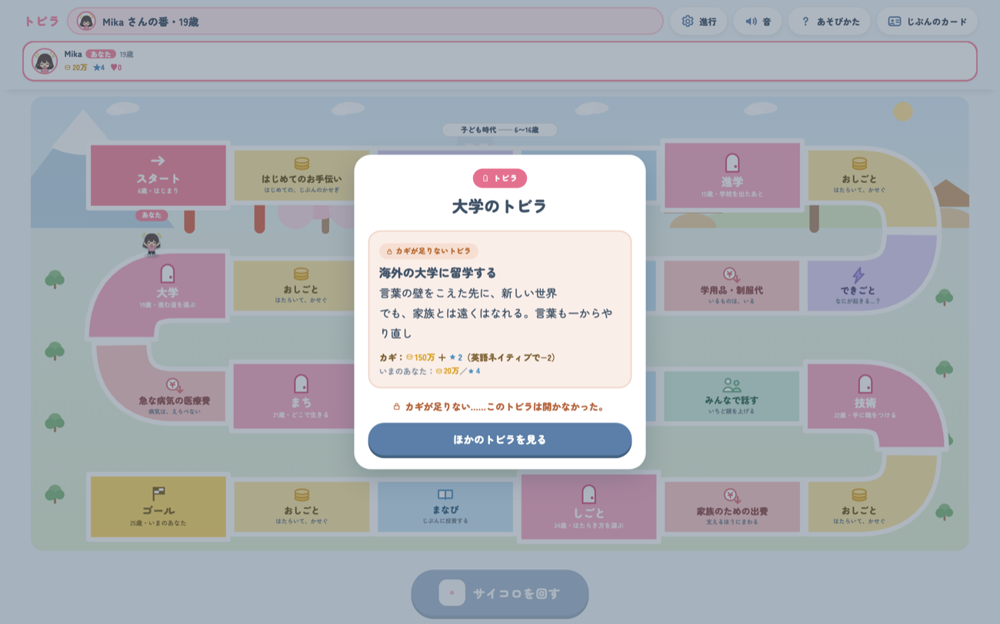 トビラ
Mika さんの番・19歳
進行
音
? あそびかた
じぶんのカード
Mika あなた 19歳
20万 ★4 ♥0
子ども時代 —— 6〜16歳
スタート
6歳・はじまり
はじめてのお手伝い
はじめての、じぶんのかせぎ
進学
15歳・学校を出たあと
おしごと
はたらいて、かせぐ
あなた
大学
19歳・進む道を選ぶ
おしごと
はたらいて、かせぐ
学用品・制服代
いるものは、いる
できごと
なにが起きる…?
トビラ
大学のトビラ
カギが足りないトビラ
海外の大学に留学する
言葉の壁をこえた先に、新しい世界
でも、家族とは遠くはなれる。言葉も一からや
り直し
カギ：150万 ＋ ★ 2（英語ネイティブで−2）
いまのあなた：20万／★ 4
カギが足りない……このトビラは開かなかった。
ほかのトビラを見る
急な病気の医療費
病気は、えらべない
まち
21歳・どこで生きる
みんなで話す
いちど顔を上げる
技術
22歳・手に職をつける
ゴール
25歳・いまのあなた
おしごと
はたらいて、かせぐ
まなび
じぶんに投資する
しごと
24歳・はたらき方を選ぶ
家族のための出費
支えるほうにまわる
おしごと
はたらいて、かせぐ
サイコロを回す